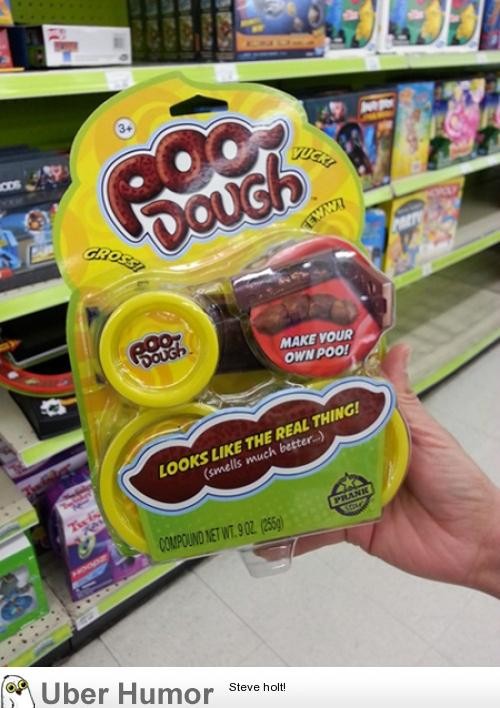 3+
POO-
DOUGH
YUCK!
EWW!
GROSS!
POO-
DOUGH
MAKE YOUR
OWN POO!
LOOKS LIKE THE REAL THING!
(smells much better...)
PRANK
STAR
COMPOUND NET WT. 9 OZ. (255g)
Uber Humor
Steve holt!